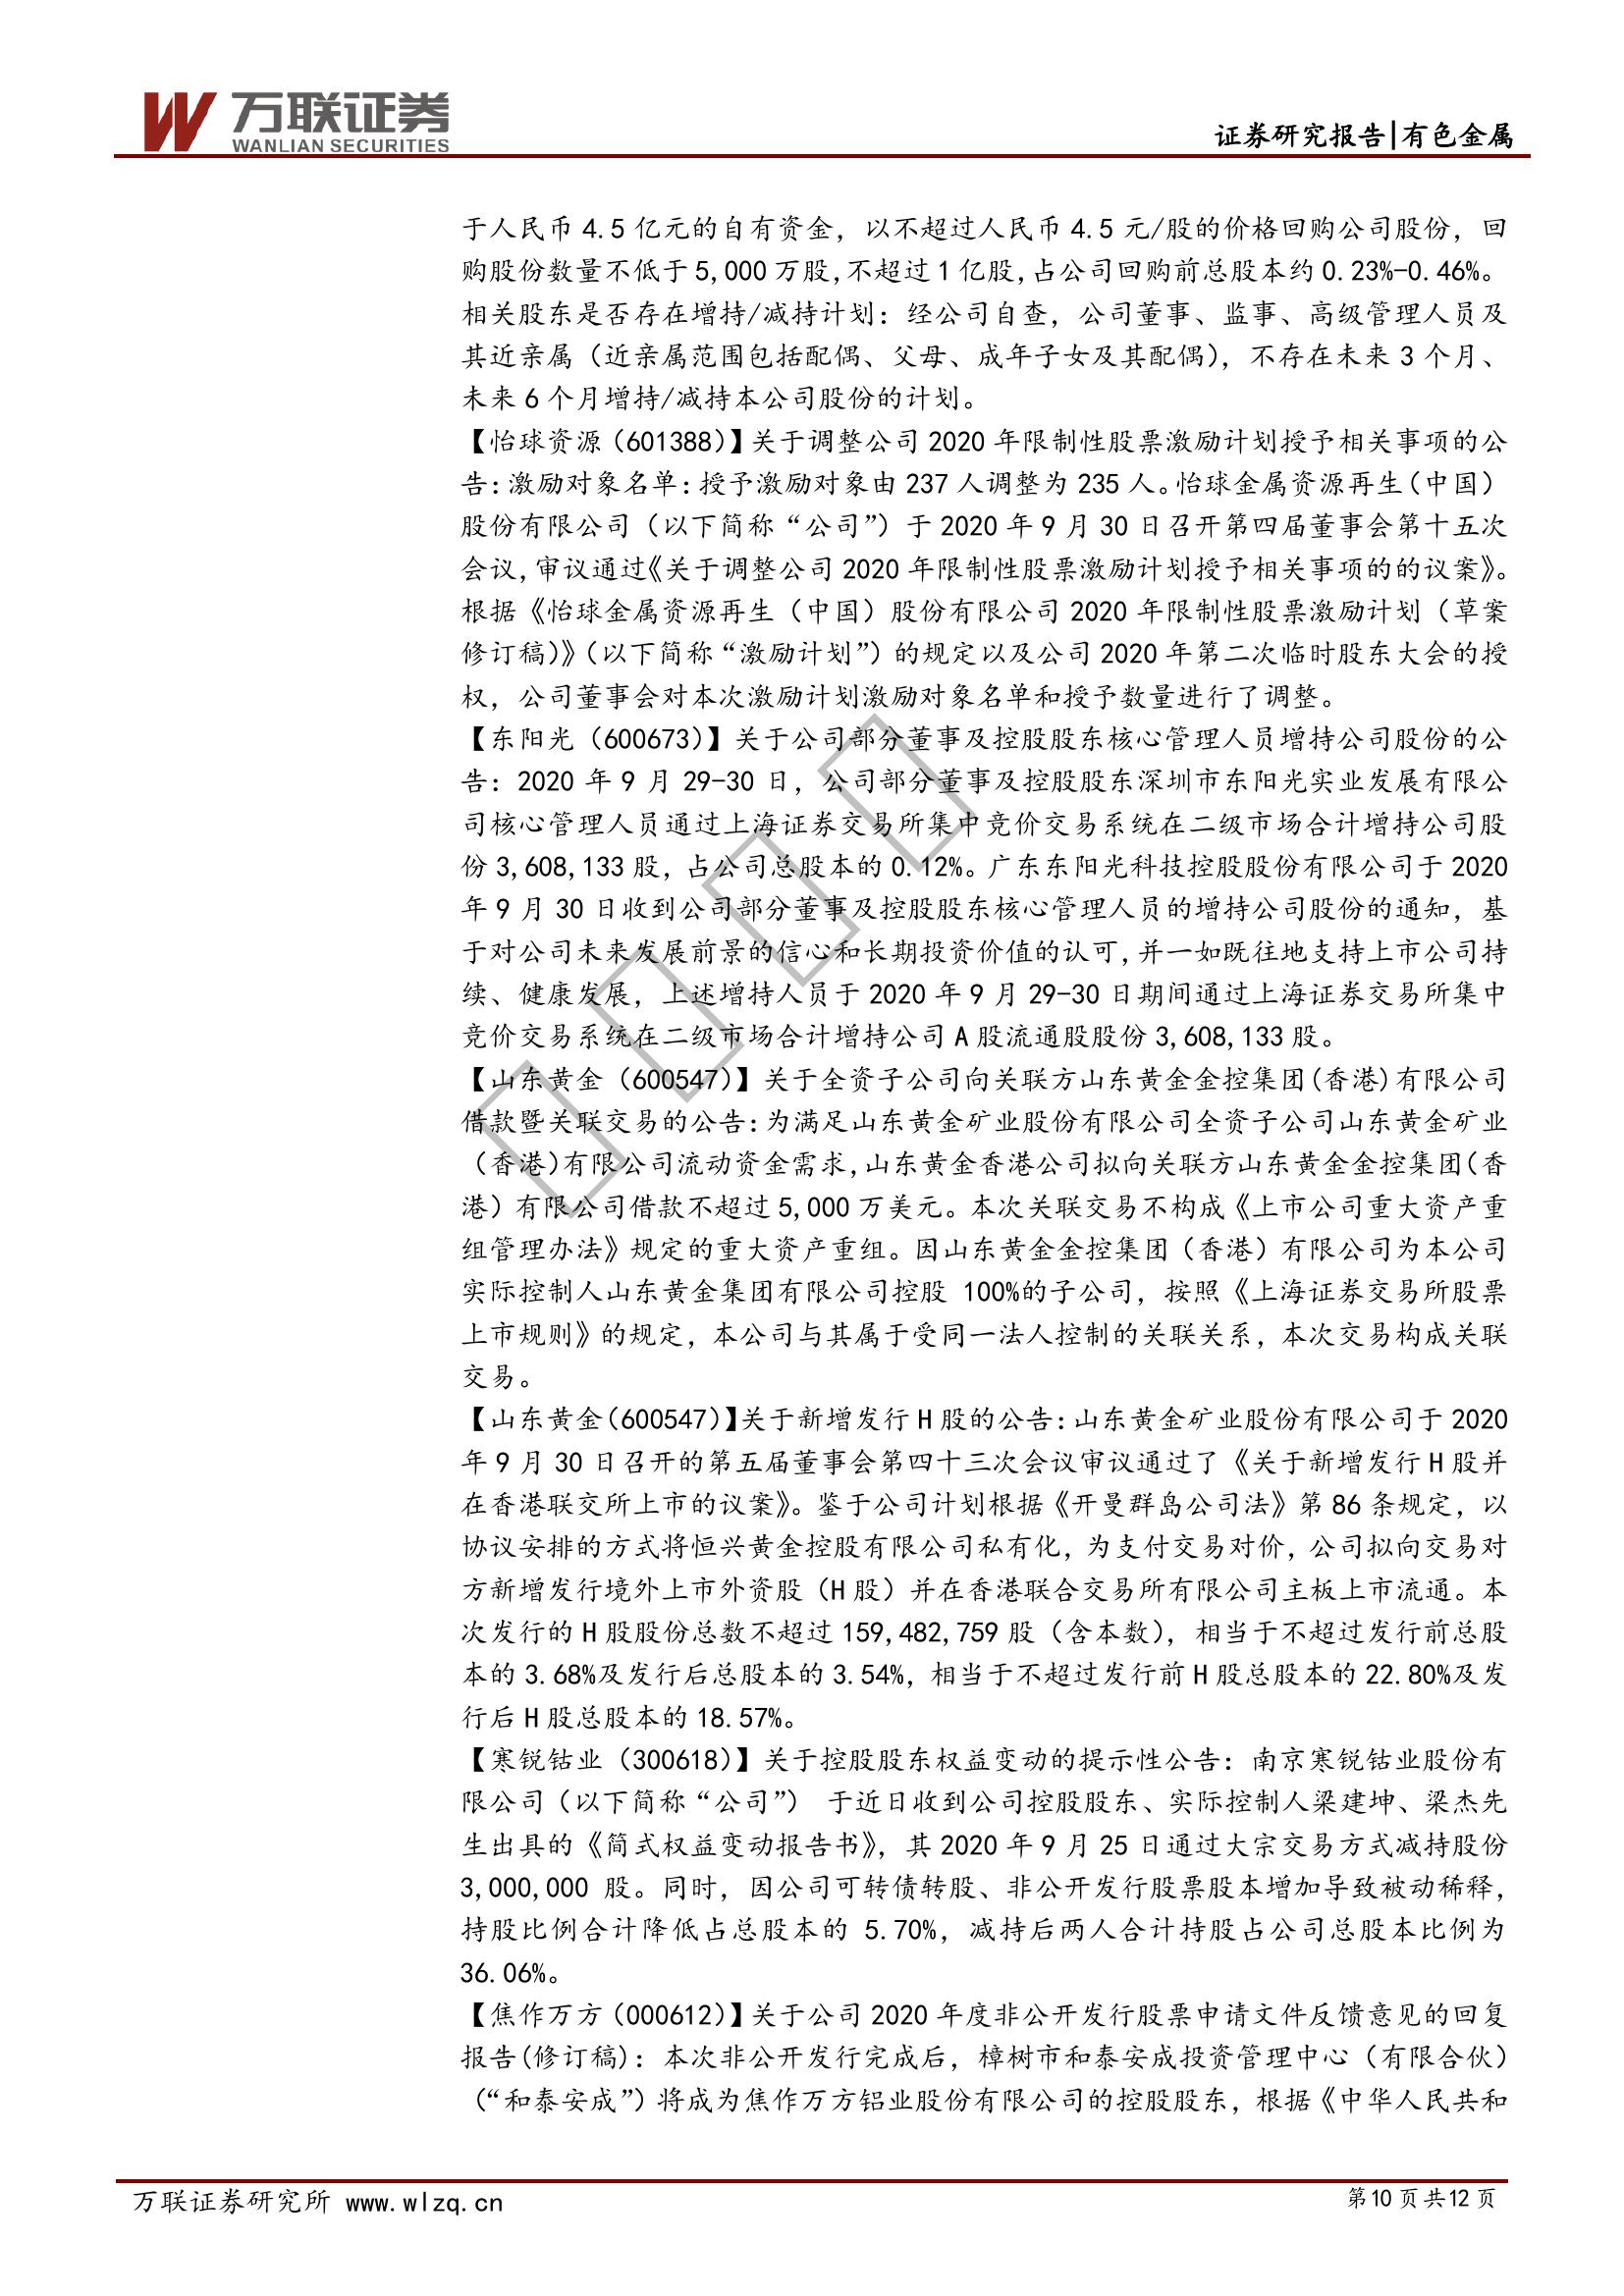 万联证券
WANLIAN SECURITIES
证券研究报告|有色金属
于人民币 4.5 亿元的自有资金，以不超过人民币 4.5 元/股的价格回购公司股份，回
购股份数量不低于 5,000 万股,不超过 1 亿股,占公司回购前总股本约 0.23%-0.46%。
相关股东是否存在增持/减持计划：经公司自查，公司董事、监事、高级管理人员及
其近亲属（近亲属范围包括配偶、父母、成年子女及其配偶），不存在未来 3 个月、
未来 6 个月增持/减持本公司股份的计划。
【怡球资源（601388）】关于调整公司 2020 年限制性股票激励计划授予相关事项的公
告:激励对象名单:授予激励对象由 237 人调整为 235 人。怡球金属资源再生（中国）
股份有限公司（以下简称“公司”）于 2020 年 9 月 30 日召开第四届董事会第十五次
会议,审议通过《关于调整公司 2020 年限制性股票激励计划授予相关事项的的议案》。
根据《怡球金属资源再生（中国）股份有限公司 2020 年限制性股票激励计划（草案
修订稿）》（以下简称“激励计划”）的规定以及公司 2020 年第二次临时股东大会的授
权，公司董事会对本次激励计划激励对象名单和授予数量进行了调整。
【东阳光（600673）】关于公司部分董事及控股股东核心管理人员增持公司股份的公
告：2020 年 9 月 29-30 日，公司部分董事及控股股东深圳市东阳光实业发展有限公
司核心管理人员通过上海证券交易所集中竞价交易系统在二级市场合计增持公司股
份 3,608,133 股，占公司总股本的 0.12%。广东东阳光科技控股股份有限公司于 2020
年 9 月 30 日收到公司部分董事及控股股东核心管理人员的增持公司股份的通知，基
于对公司未来发展前景的信心和长期投资价值的认可,并一如既往地支持上市公司持
续、健康发展，上述增持人员于 2020 年 9 月 29-30 日期间通过上海证券交易所集中
竞价交易系统在二级市场合计增持公司 A 股流通股股份 3,608,133 股。
【山东黄金（600547）】关于全资子公司向关联方山东黄金金控集团(香港)有限公司
借款暨关联交易的公告:为满足山东黄金矿业股份有限公司全资子公司山东黄金矿业
（香港)有限公司流动资金需求,山东黄金香港公司拟向关联方山东黄金金控集团(香
港）有限公司借款不超过 5,000 万美元。本次关联交易不构成《上市公司重大资产重
组管理办法》规定的重大资产重组。因山东黄金金控集团（香港）有限公司为本公司
实际控制人山东黄金集团有限公司控股 100%的子公司，按照《上海证券交易所股票
上市规则》的规定，本公司与其属于受同一法人控制的关联关系，本次交易构成关联
交易。
【山东黄金（600547）】关于新增发行 H 股的公告:山东黄金矿业股份有限公司于 2020
年 9 月 30 日召开的第五届董事会第四十三次会议审议通过了《关于新增发行 H 股并
在香港联交所上市的议案》。鉴于公司计划根据《开曼群岛公司法》第 86 条规定，以
协议安排的方式将恒兴黄金控股有限公司私有化，为支付交易对价，公司拟向交易对
方新增发行境外上市外资股（H 股）并在香港联合交易所有限公司主板上市流通。本
次发行的 H 股股份总数不超过 159,482,759 股（含本数），相当于不超过发行前总股
本的 3.68%及发行后总股本的 3.54%，相当于不超过发行前 H 股总股本的 22.80%及发
行后 H 股总股本的 18.57%。
【寒锐钴业（300618）】关于控股股东权益变动的提示性公告：南京寒锐钴业股份有
限公司（以下简称“公司”） 于近日收到公司控股股东、实际控制人梁建坤、梁杰先
生出具的《简式权益变动报告书》，其 2020 年 9 月 25 日通过大宗交易方式减持股份
3,000,000 股。同时，因公司可转债转股、非公开发行股票股本增加导致被动稀释，
持股比例合计降低占总股本的 5.70%，减持后两人合计持股占公司总股本比例为
36.06%。
【焦作万方（000612）】关于公司 2020 年度非公开发行股票申请文件反馈意见的回复
报告(修订稿)：本次非公开发行完成后，樟树市和泰安成投资管理中心（有限合伙）
（“和泰安成”）将成为焦作万方铝业股份有限公司的控股股东，根据《中华人民共和
万联证券研究所 www.wlzq.cn
第 10 页 共 12 页